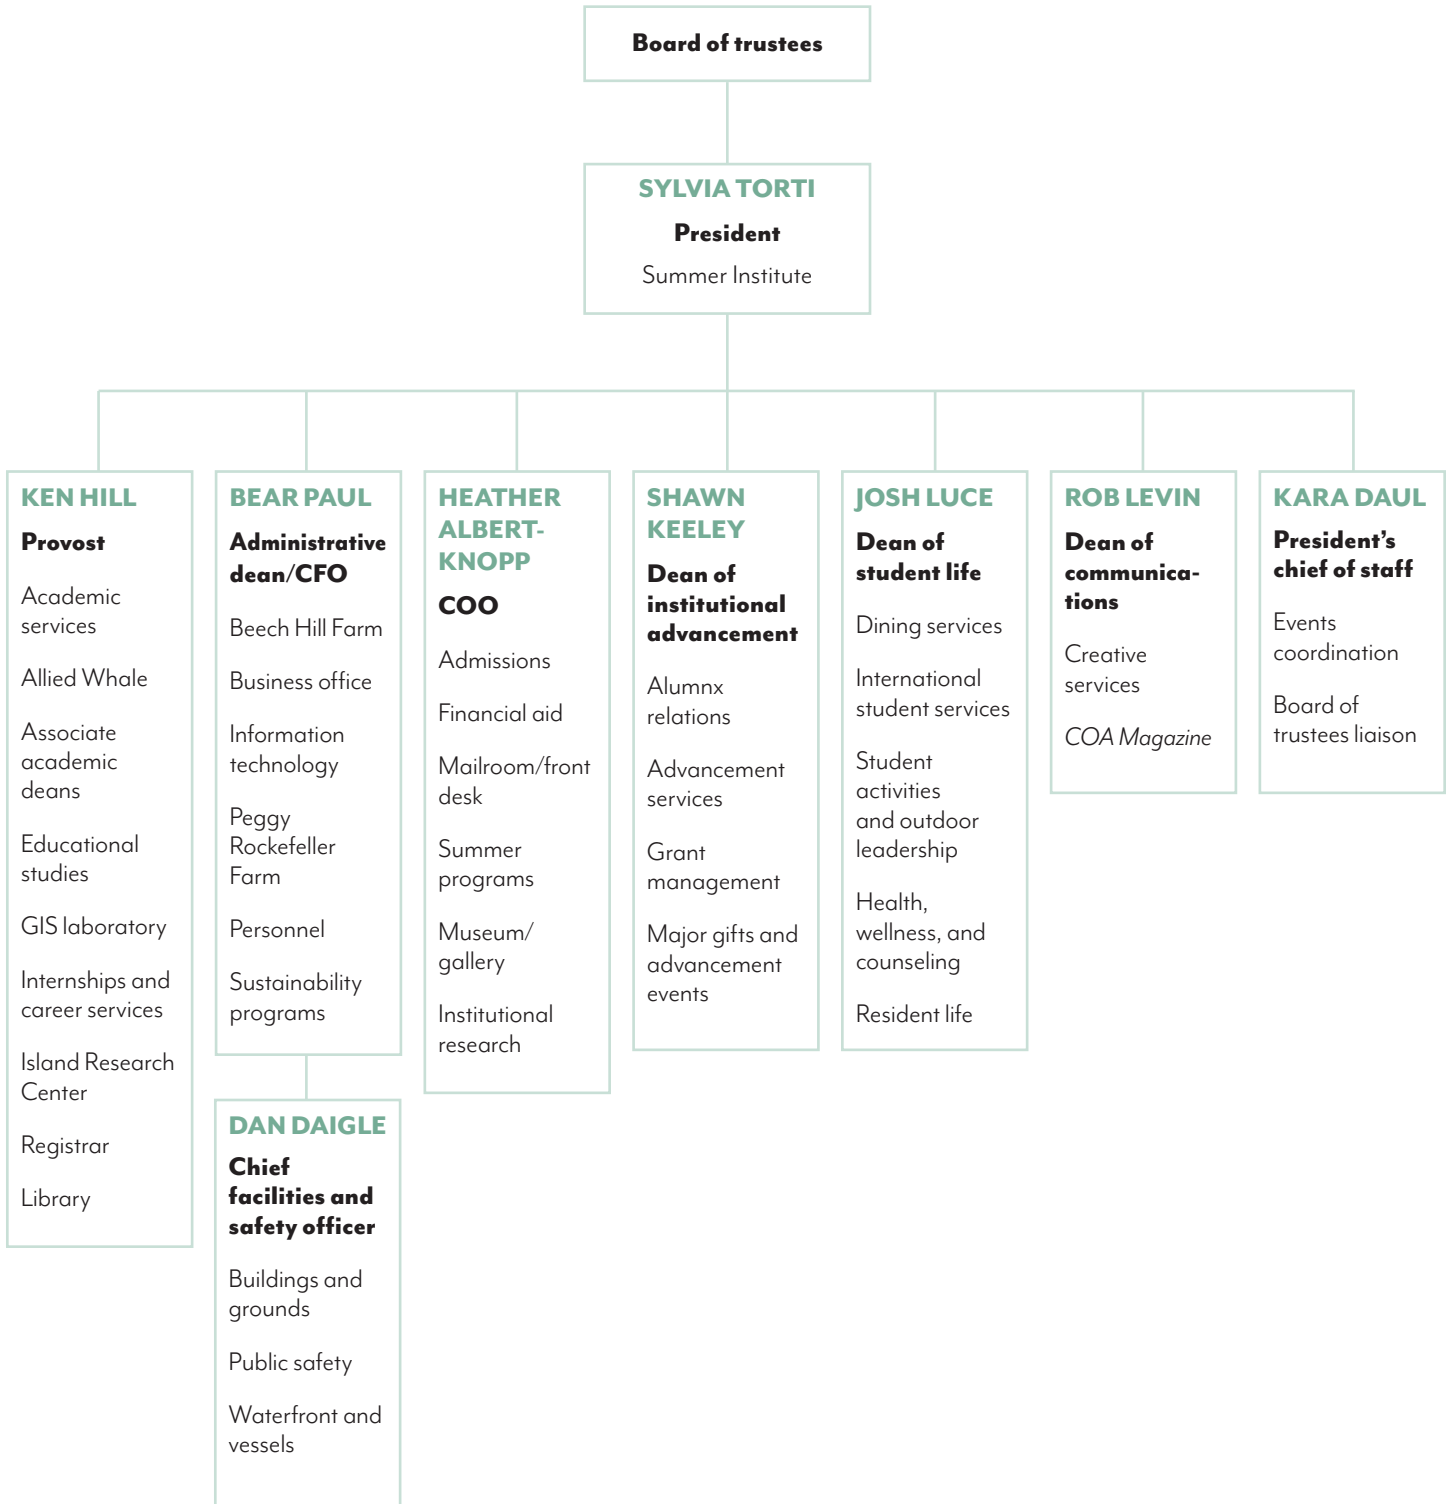 Board of trustees
SYLVIA TORTI
President
Summer Institute
KEN HILL
Provost
Academic
services
Allied Whale
Associate
academic
deans
Educational
studies
GIS laboratory
Internships and
career services
Island Research
Center
Registrar
Library
BEAR PAUL
Administrative
dean/CFO
Beech Hill Farm
Business office
Information
technology
Peggy
Rockefeller
Farm
Personnel
Sustainability
programs
DAN DAIGLE
Chief
facilities and
safety officer
Buildings and
grounds
Public safety
Waterfront and
vessels
HEATHER
ALBERT-
KNOPP
COO
Admissions
Financial aid
Mailroom/front
desk
Summer
programs
Museum/
gallery
Institutional
research
SHAWN
KEELEY
Dean of
institutional
advancement
Alumnx
relations
Advancement
services
Grant
management
Major gifts and
advancement
events
JOSH LUCE
Dean of
student life
Dining services
International
student services
Student
activities
and outdoor
leadership
Health,
wellness, and
counseling
Resident life
ROB LEVIN
Dean of
communica-
tions
Creative
services
COA Magazine
KARA DAUL
President's
chief of staff
Events
coordination
Board of
trustees liaison